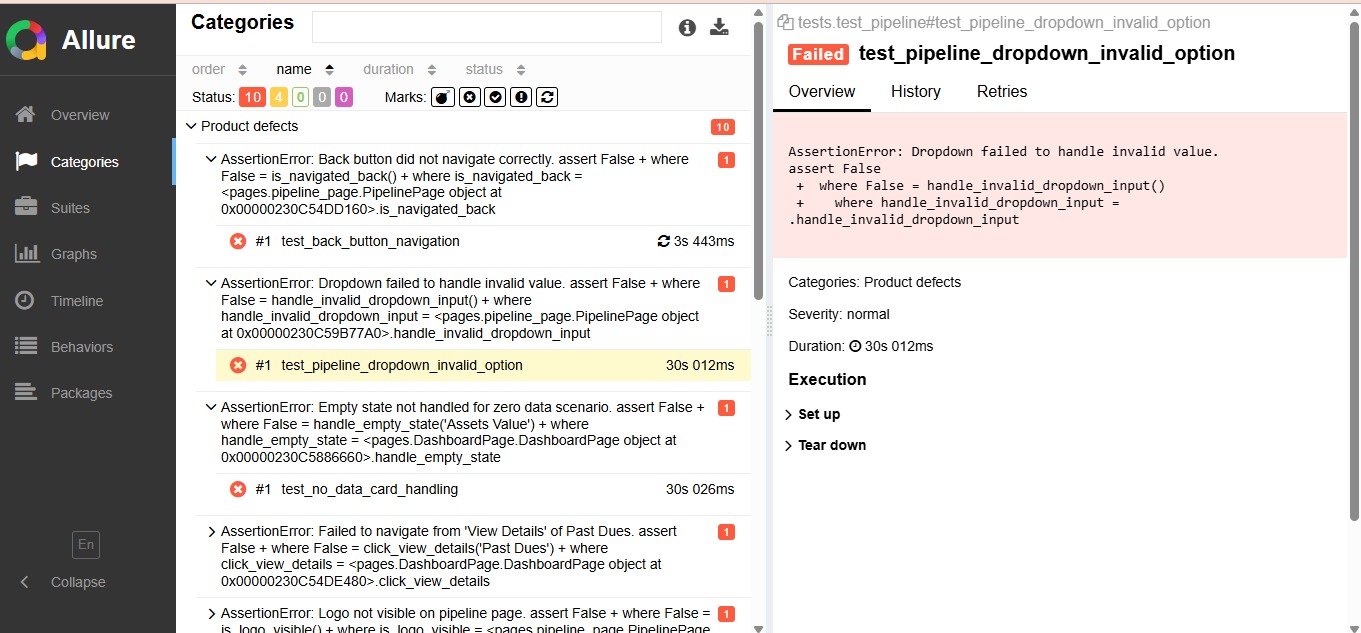 Allure
Overview
Categories
Suites
Graphs
Timeline
Behaviors
Packages
En
Collapse
Categories
order name duration status
Status: 10 4 0 0 0 Marks:
Product defects 10
AssertionError: Back button did not navigate correctly. assert False + where 1
False = is_navigated_back() + where is_navigated_back =
<pages.pipeline_page.PipelinePage object at
0x00000230C54DD160>.is_navigated_back
#1 test_back_button_navigation 3s 443ms
AssertionError: Dropdown failed to handle invalid value. assert False + where 1
False = handle_invalid_dropdown_input() + where
handle_invalid_dropdown_input = <pages.pipeline_page.PipelinePage object
at 0x00000230C59B77A0>.handle_invalid_dropdown_input
#1 test_pipeline_dropdown_invalid_option 30s 012ms
AssertionError: Empty state not handled for zero data scenario. assert False + 1
where False = handle_empty_state('Assets Value') + where
handle_empty_state = <pages.DashboardPage.DashboardPage object at
0x00000230C5886660>.handle_empty_state
#1 test_no_data_card_handling 30s 026ms
AssertionError: Failed to navigate from 'View Details' of Past Dues. assert 1
False + where False = click_view_details('Past Dues') + where
click_view_details = <pages.DashboardPage.DashboardPage object at
0x00000230C54DE480>.click_view_details
AssertionError: Logo not visible on pipeline page. assert False + where False = 1
is_logo_visible() + where is_logo_visible = <pages.pipeline_page.PipelinePage
tests.test_pipeline#test_pipeline_dropdown_invalid_option
Failed test_pipeline_dropdown_invalid_option
Overview History Retries
AssertionError: Dropdown failed to handle invalid value.
assert False
+ where False = handle_invalid_dropdown_input()
+ where handle_invalid_dropdown_input =
.handle_invalid_dropdown_input
Categories: Product defects
Severity: normal
Duration: 30s 012ms
Execution
Set up
Tear down